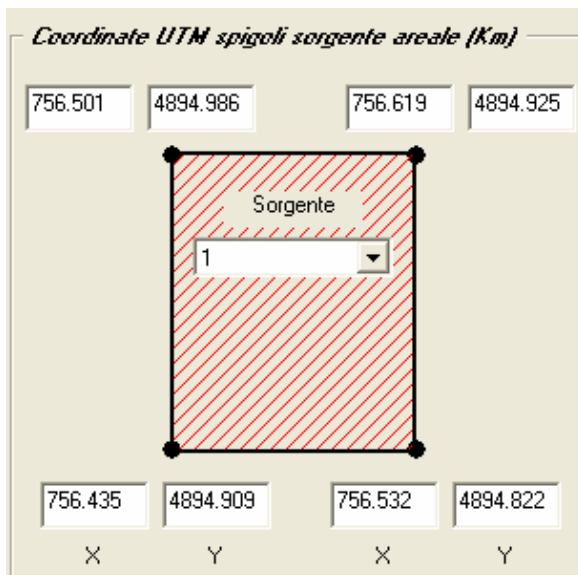 Coordinate UTM spigoli sorgente areale (Km)
756.501 4894.986 756.619 4894.925
Sorgente
1
756.435 4894.909 756.532 4894.822
X Y X Y